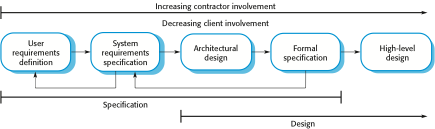 Increasing contractor involvement
Decreasing client involvement
User
requirements
definition
System
requirements
specification
Architectural
design
Formal
specification
High-level
design
Specification
Design